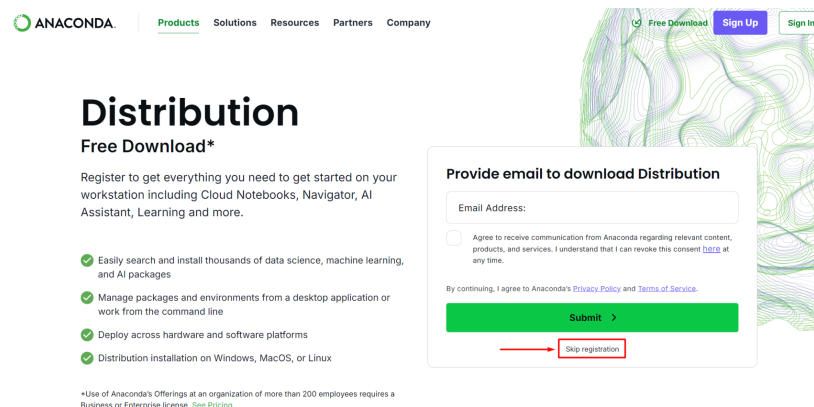 ANACONDA.
Products Solutions Resources Partners Company
Free Download Sign Up Sign In
Distribution
Free Download*
Register to get everything you need to get started on your
workstation including Cloud Notebooks, Navigator, AI
Assistant, Learning and more.
Easily search and install thousands of data science, machine learning,
and AI packages
Manage packages and environments from a desktop application or
work from the command line
Deploy across hardware and software platforms
Distribution installation on Windows, MacOS, or Linux
*Use of Anaconda's Offerings at an organization of more than 200 employees requires a
Business or Enterprise license. See Pricing
Provide email to download Distribution
Email Address:
Agree to receive communication from Anaconda regarding relevant content,
products, and services. I understand that I can revoke this consent here at
any time.
By continuing, I agree to Anaconda's Privacy Policy and Terms of Service.
Submit >
Skip registration